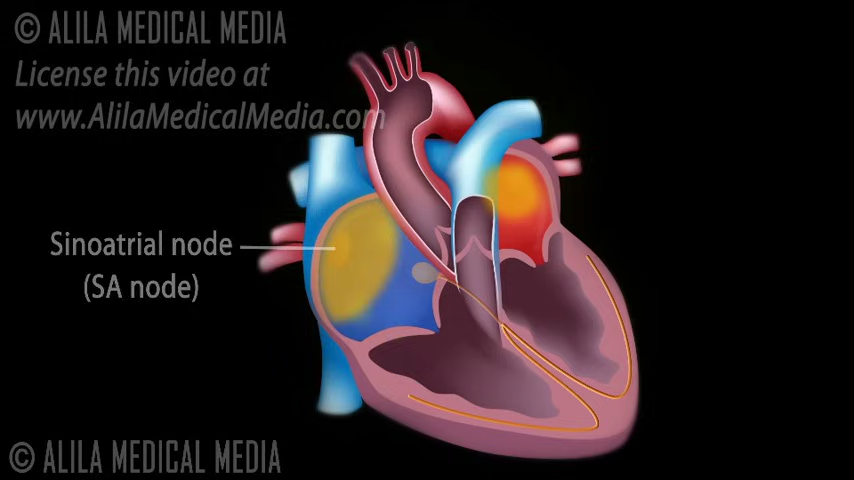 © ALILA MEDICAL MEDIA
License this video at
www.AlilaMedicalMedia.com
Sinoatrial node
(SA node)
© ALILA MEDICAL MEDIA